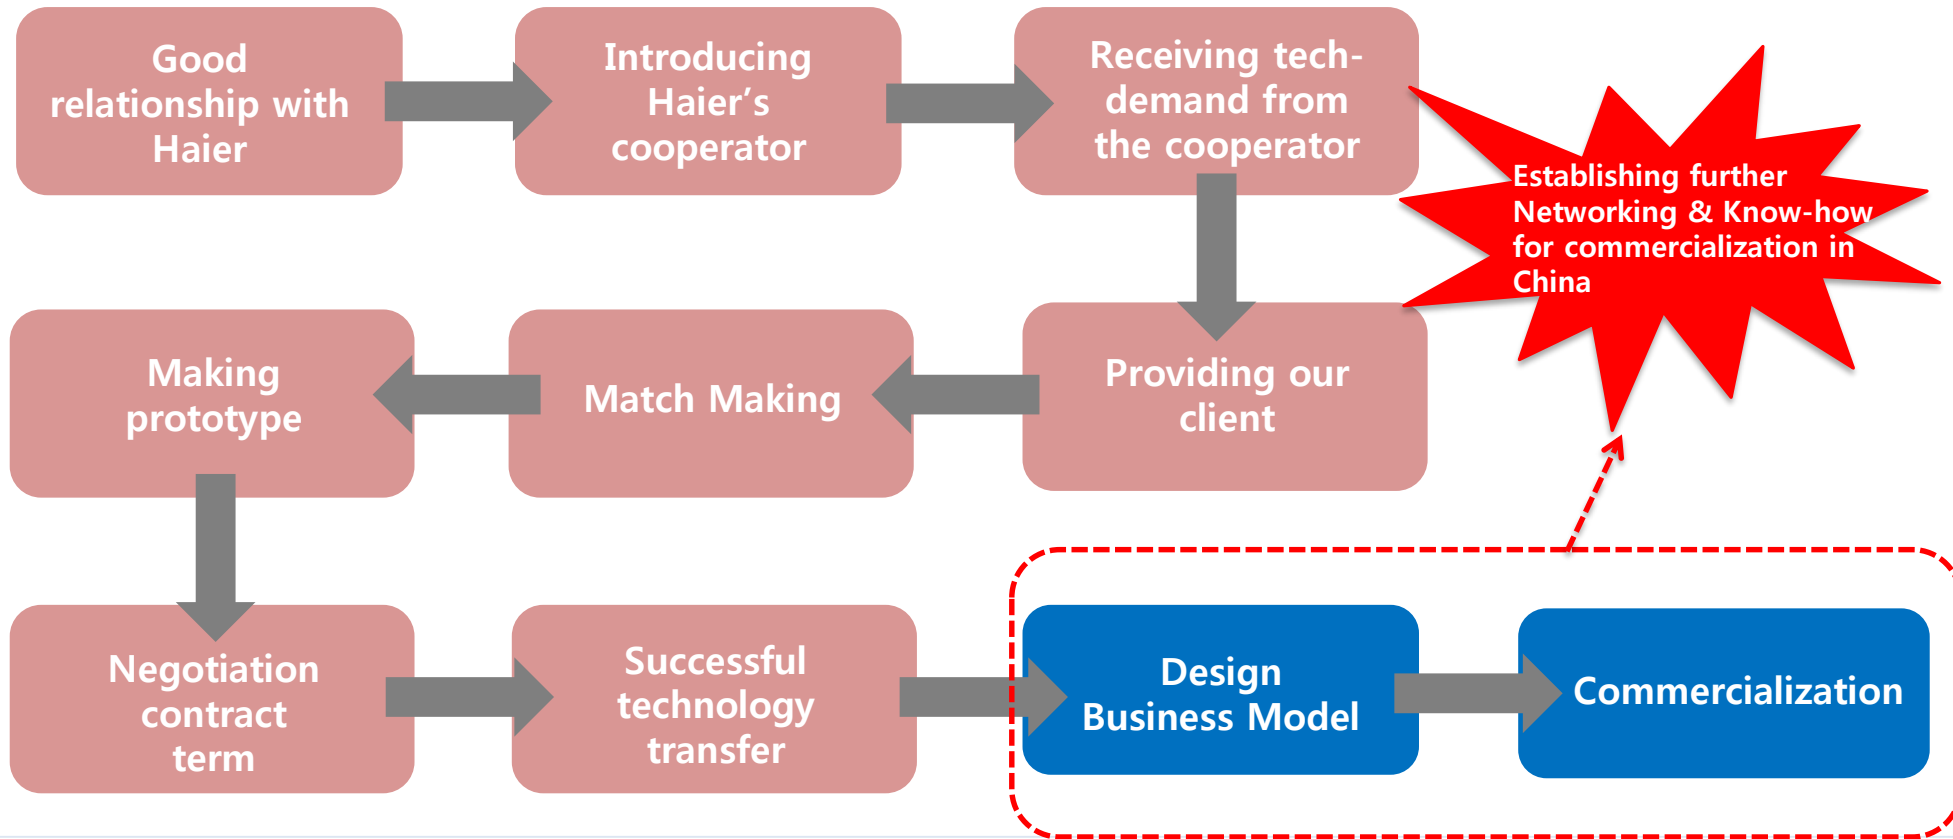 Good
relationship with
Haier
Introducing
Haier’s
cooperator
Receiving tech-
demand from
the cooperator
Establishing further
Networking & Know-how
for commercialization in
China
Making
prototype
Match Making
Providing our
client
Negotiation
contract
term
Successful
technology
transfer
Design
Business Model
Commercialization